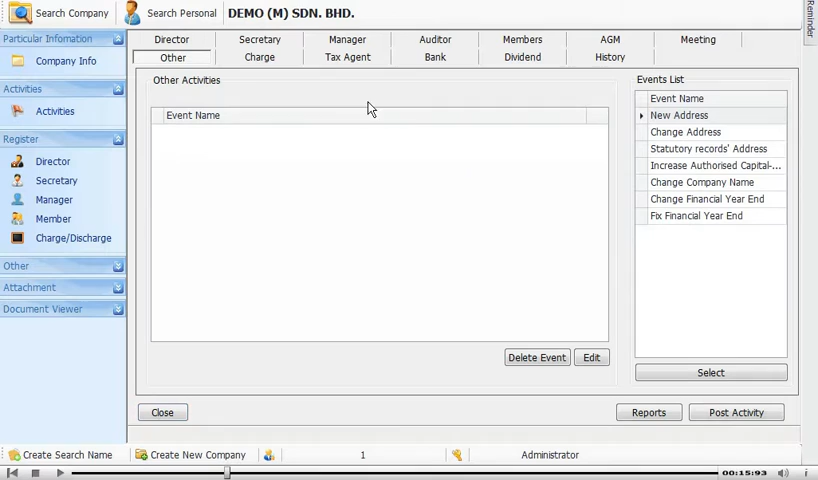 Search Company Search Personal DEMO (M) SDN. BHD.
Reminder
Particular Infomation
Company Info
Activities
Activities
Register
Director
Secretary
Manager
Member
Charge/Discharge
Other
Attachment
Document Viewer
Director Secretary Manager Auditor Members AGM Meeting
Other Charge Tax Agent Bank Dividend History
Other Activities
Event Name
Delete Event Edit
Events List
Event Name
New Address
Change Address
Statutory records' Address
Increase Authorised Capital-...
Change Company Name
Change Financial Year End
Fix Financial Year End
Select
Close Reports Post Activity
Create Search Name Create New Company 1 Administrator
00:15:93